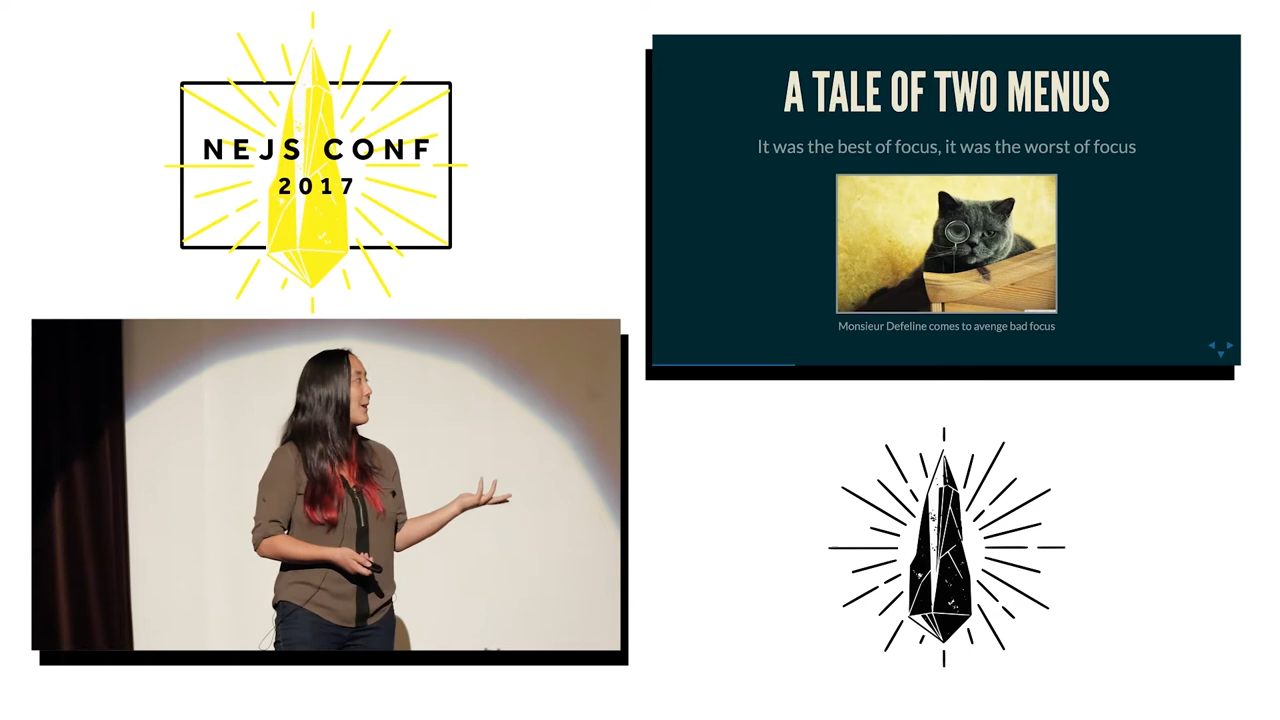 NEJS CONF
2017
A TALE OF TWO MENUS
It was the best of focus, it was the worst of focus
Monsieur Defeline comes to avenge bad focus